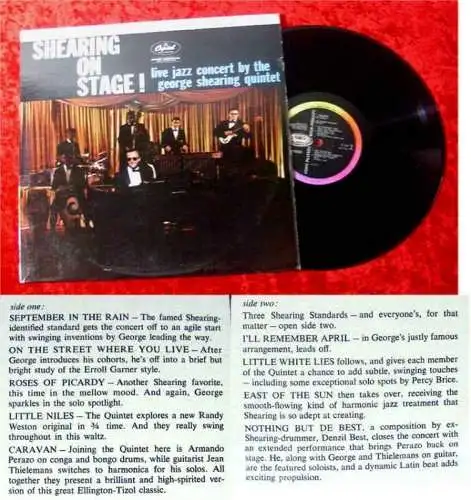 SHEARING
ON
STAGE!
Capitol
live jazz concert by the
george shearing quintet
side one:
SEPTEMBER IN THE RAIN — The famed Shearing-
identified standard gets the concert off to an agile start
with swinging inventions by George leading the way.
ON THE STREET WHERE YOU LIVE — After
George introduces his cohorts, he's off into a brief but
bright study of the Erroll Garner style.
ROSES OF PICARDY — Another Shearing favorite,
this time in the mellow mood. And again, George
sparkles in the solo spotlight.
LITTLE NILES — The Quintet explores a new Randy
Weston original in ¾ time. And they really swing
throughout in this waltz.
CARAVAN — Joining the Quintet here is Armando
Perazo on conga and bongo drums, while guitarist Jean
Thielemans switches to harmonica for his solos. All
together they present a brilliant and high-spirited ver-
sion of this great Ellington-Tizol classic.
side two:
Three Shearing Standards — and everyone's, for that
matter — open side two.
I'LL REMEMBER APRIL — in George's justly famous
arrangement, leads off.
LITTLE WHITE LIES follows, and gives each member
of the Quintet a chance to add subtle, swinging touches
— including some exceptional solo spots by Percy Brice.
EAST OF THE SUN then takes over, receiving the
smooth-flowing kind of harmonic jazz treatment that
Shearing is so adept at creating.
NOTHING BUT DE BEST, a composition by ex-
Shearing-drummer, Denzil Best, closes the concert with
an extended performance that brings Perazo back on
stage. He, along with George and Thielemans on guitar,
are the featured soloists, and a dynamic Latin beat adds
exciting propulsion.